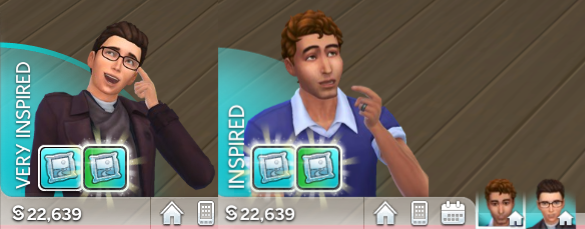 VERY INSPIRED
INSPIRED
§22,639
§22,639